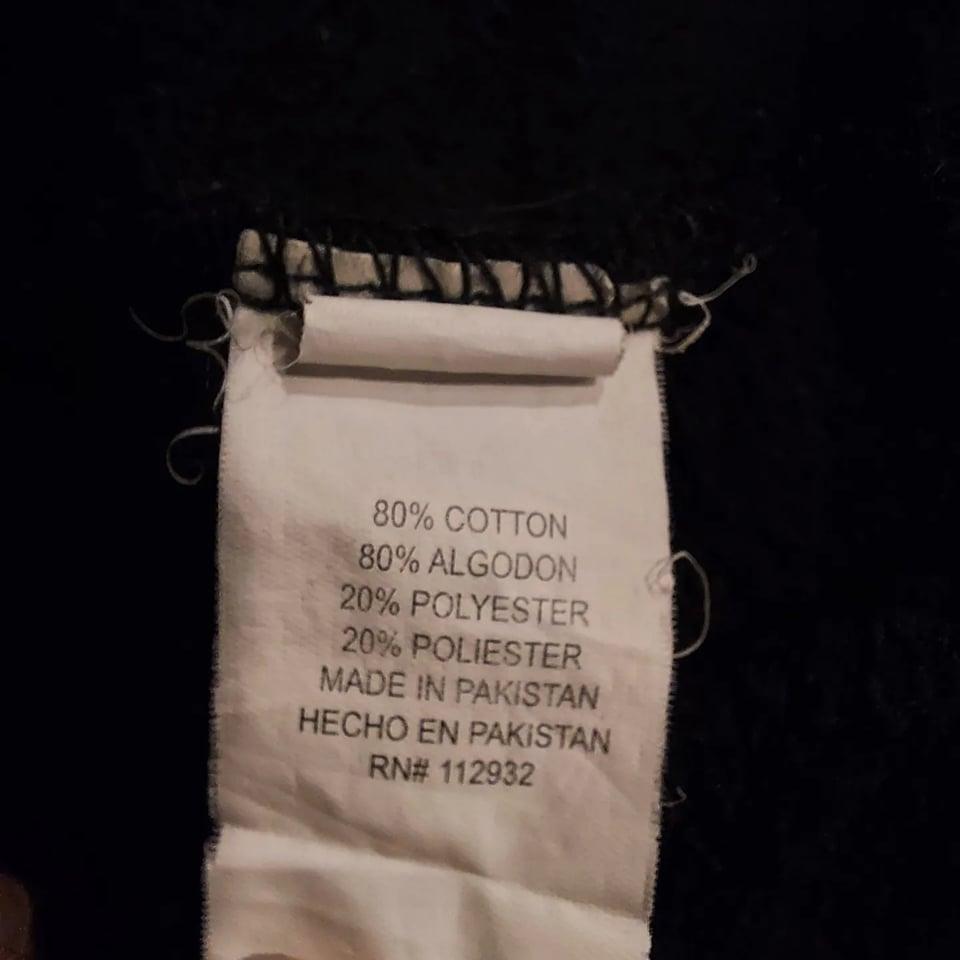 80% COTTON
80% ALGODON
20% POLYESTER
20% POLIESTER
MADE IN PAKISTAN
HECHO EN PAKISTAN
RN# 112932